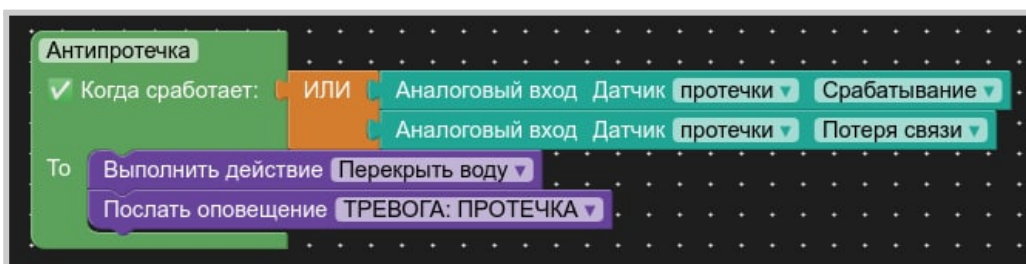 Антипротечка
Когда сработает: ИЛИ Аналоговый вход Датчик протечки Срабатывание
Аналоговый вход Датчик протечки Потеря связи
То Выполнить действие Перекрыть воду
Послать оповещение ТРЕВОГА: ПРОТЕЧКА